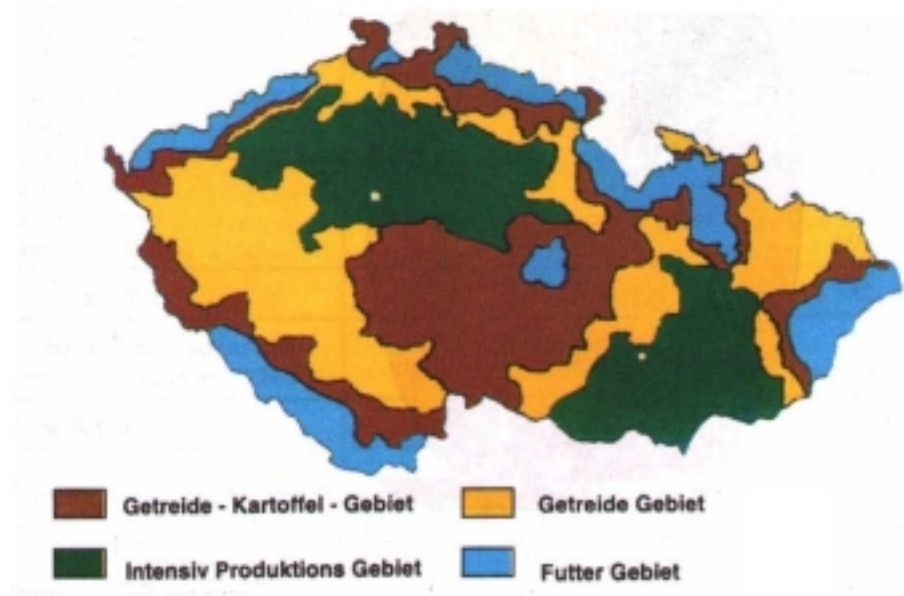 Getreide - Kartoffel - Gebiet
Getreide Gebiet
Intensiv Produktions Gebiet
Futter Gebiet